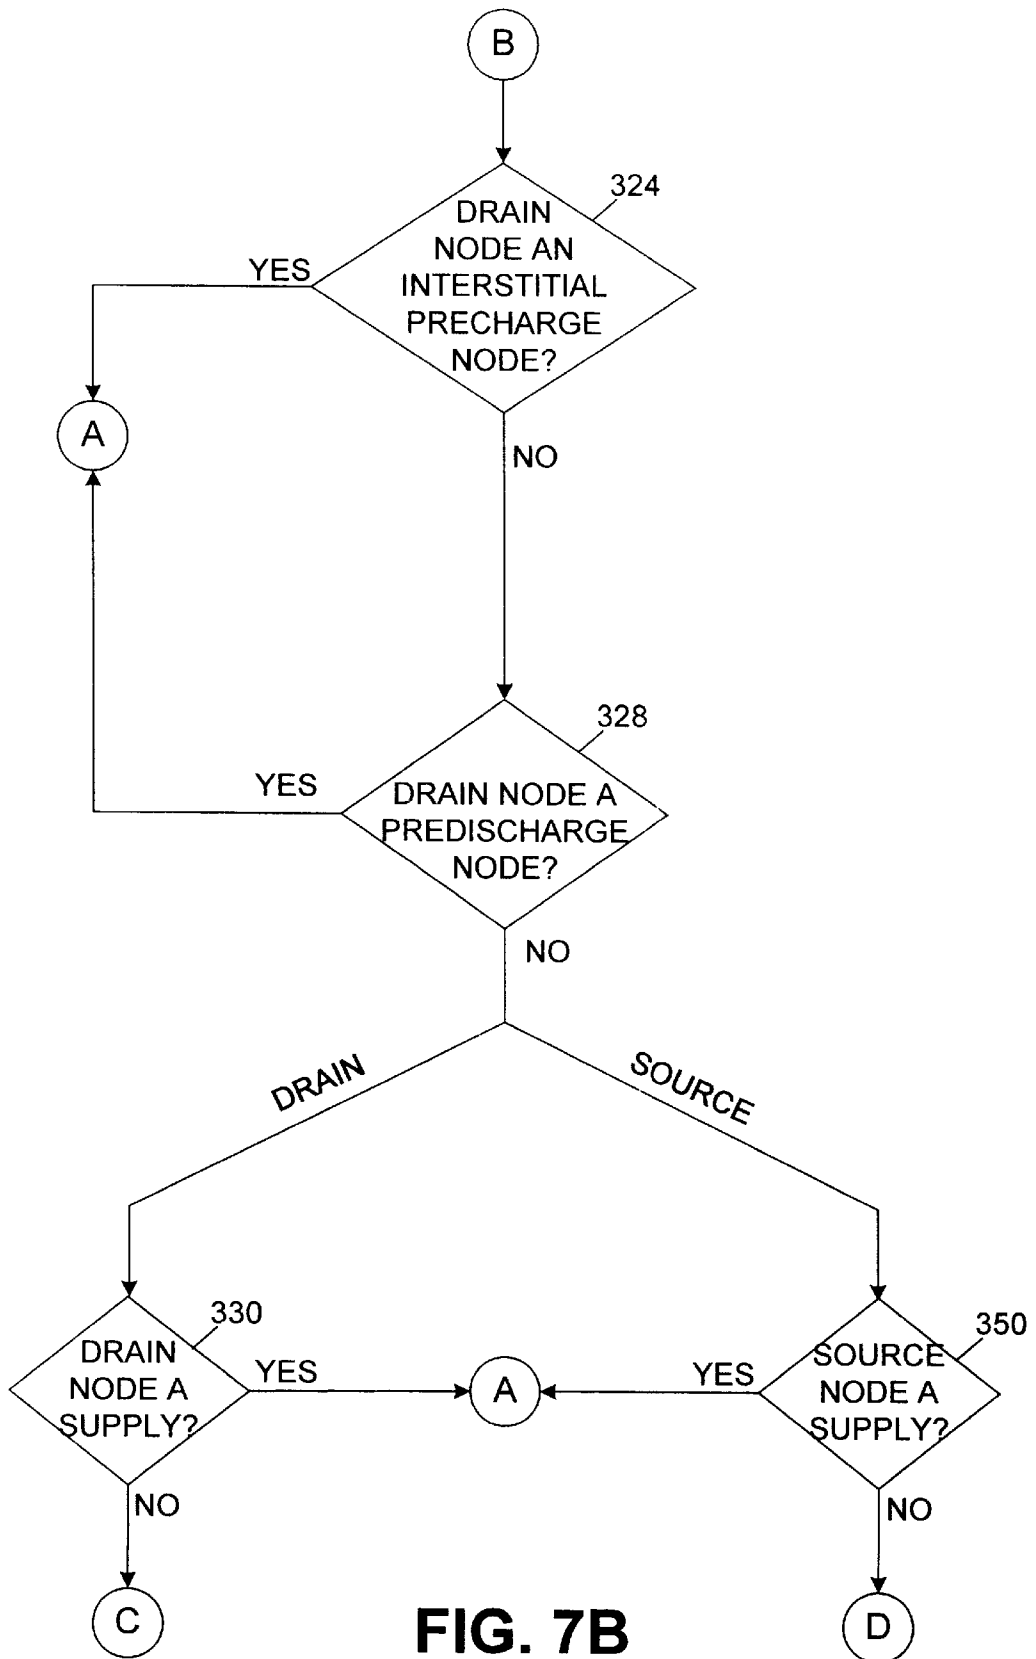 B
324
DRAIN
NODE AN
INTERSTITIAL
PRECHARGE
NODE?
YES
A
NO
328
DRAIN NODE A
PREDISCHARGE
NODE?
YES
NO
DRAIN
SOURCE
330
DRAIN
NODE A
SUPPLY?
YES
A
YES
350
SOURCE
NODE A
SUPPLY?
NO
NO
C
D
FIG. 7B